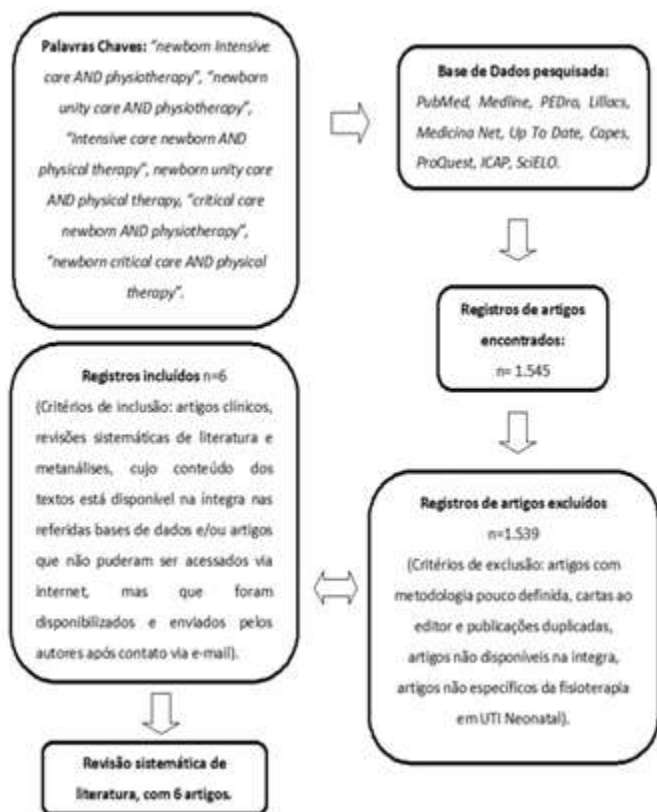 Palavras Chaves: “newborn Intensive
care AND physiotherapy”, “newborn
unity care AND physiotherapy”,
“Intensive care newborn AND
physical therapy”, newborn unity care
AND physical therapy, “critical care
newborn AND physiotherapy”,
“newborn critical care AND physical
therapy”.
Base de Dados pesquisada:
PubMed, Medline, PEDro, Lillacs,
Medicina Net, Up To Date, Capes,
ProQuest, ICAP, SciELO.
Registros de artigos
encontrados:
n= 1.545
Registros de artigos excluídos
n=1.539
(Critérios de exclusão: artigos com
metodologia pouco definida, cartas ao
editor e publicações duplicadas,
artigos não disponíveis na integra,
artigos não específicos da fisioterapia
em UTI Neonatal).
Registros incluídos n=6
(Critérios de inclusão: artigos clínicos,
revisões sistemáticas de literatura e
metanálises, cujo conteúdo dos
textos está disponível na íntegra nas
referidas bases de dados e/ou artigos
que não puderam ser acessados via
internet, mas que foram
disponibilizados e enviados pelos
autores após contato via e-mail).
Revisão sistemática de
literatura, com 6 artigos.